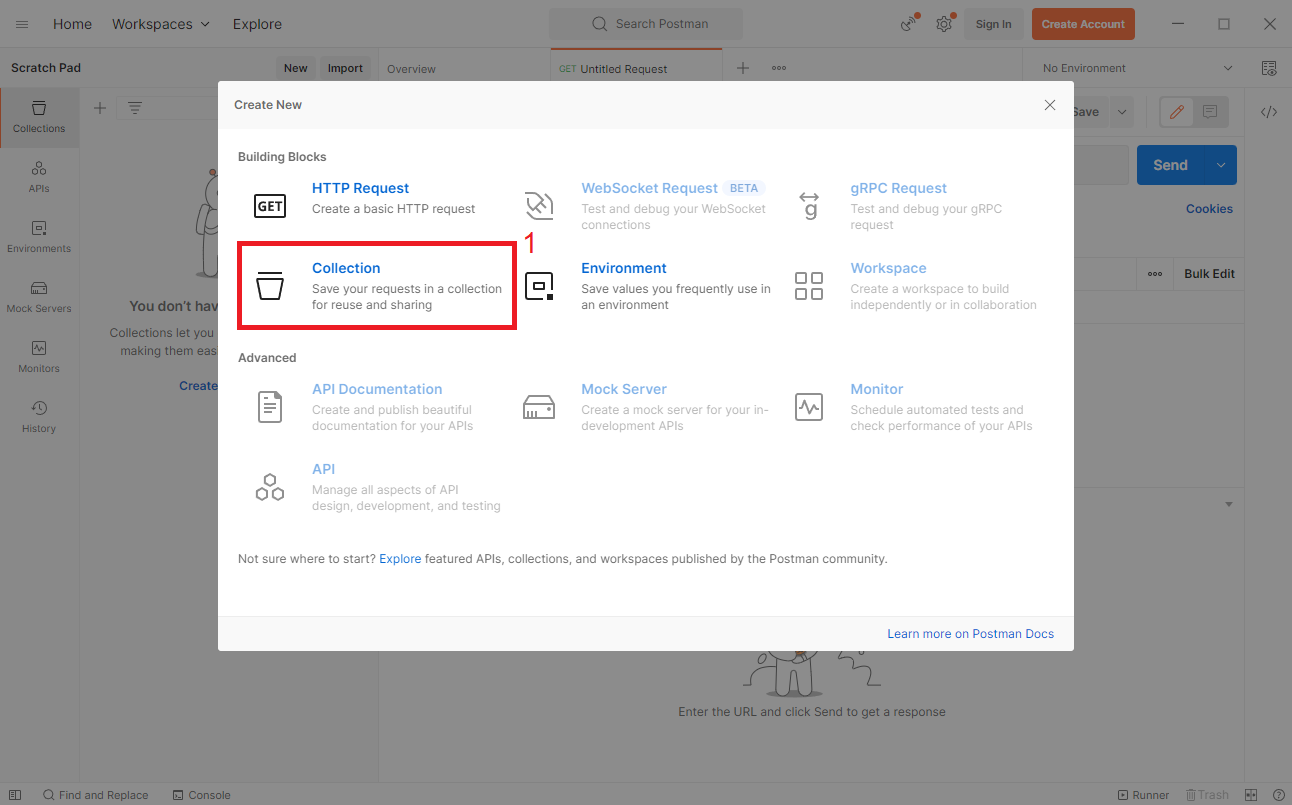 Home
Workspaces
Explore
Search Postman
Sign In
Create Account
Scratch Pad
New
Import
Overview
GET Untitled Request
No Environment
Create New
Save
Collections
APIs
Environments
Mock Servers
Monitors
History
Building Blocks
GET
HTTP Request
Create a basic HTTP request
WebSocket Request BETA
Test and debug your WebSocket
connections
g
gRPC Request
Test and debug your gRPC
request
Send
Cookies
1
Collection
Save your requests in a collection
for reuse and sharing
Environment
Save values you frequently use in
an environment
Workspace
Create a workspace to build
independently or in collaboration
Bulk Edit
You don't hav
Collections let you
making them eas
Create
Advanced
API Documentation
Create and publish beautiful
documentation for your APIs
Mock Server
Create a mock server for your in-
development APIs
Monitor
Schedule automated tests and
check performance of your APIs
API
Manage all aspects of API
design, development, and testing
Not sure where to start? Explore featured APIs, collections, and workspaces published by the Postman community.
Learn more on Postman Docs
Enter the URL and click Send to get a response
Find and Replace
Console
Runner
Trash